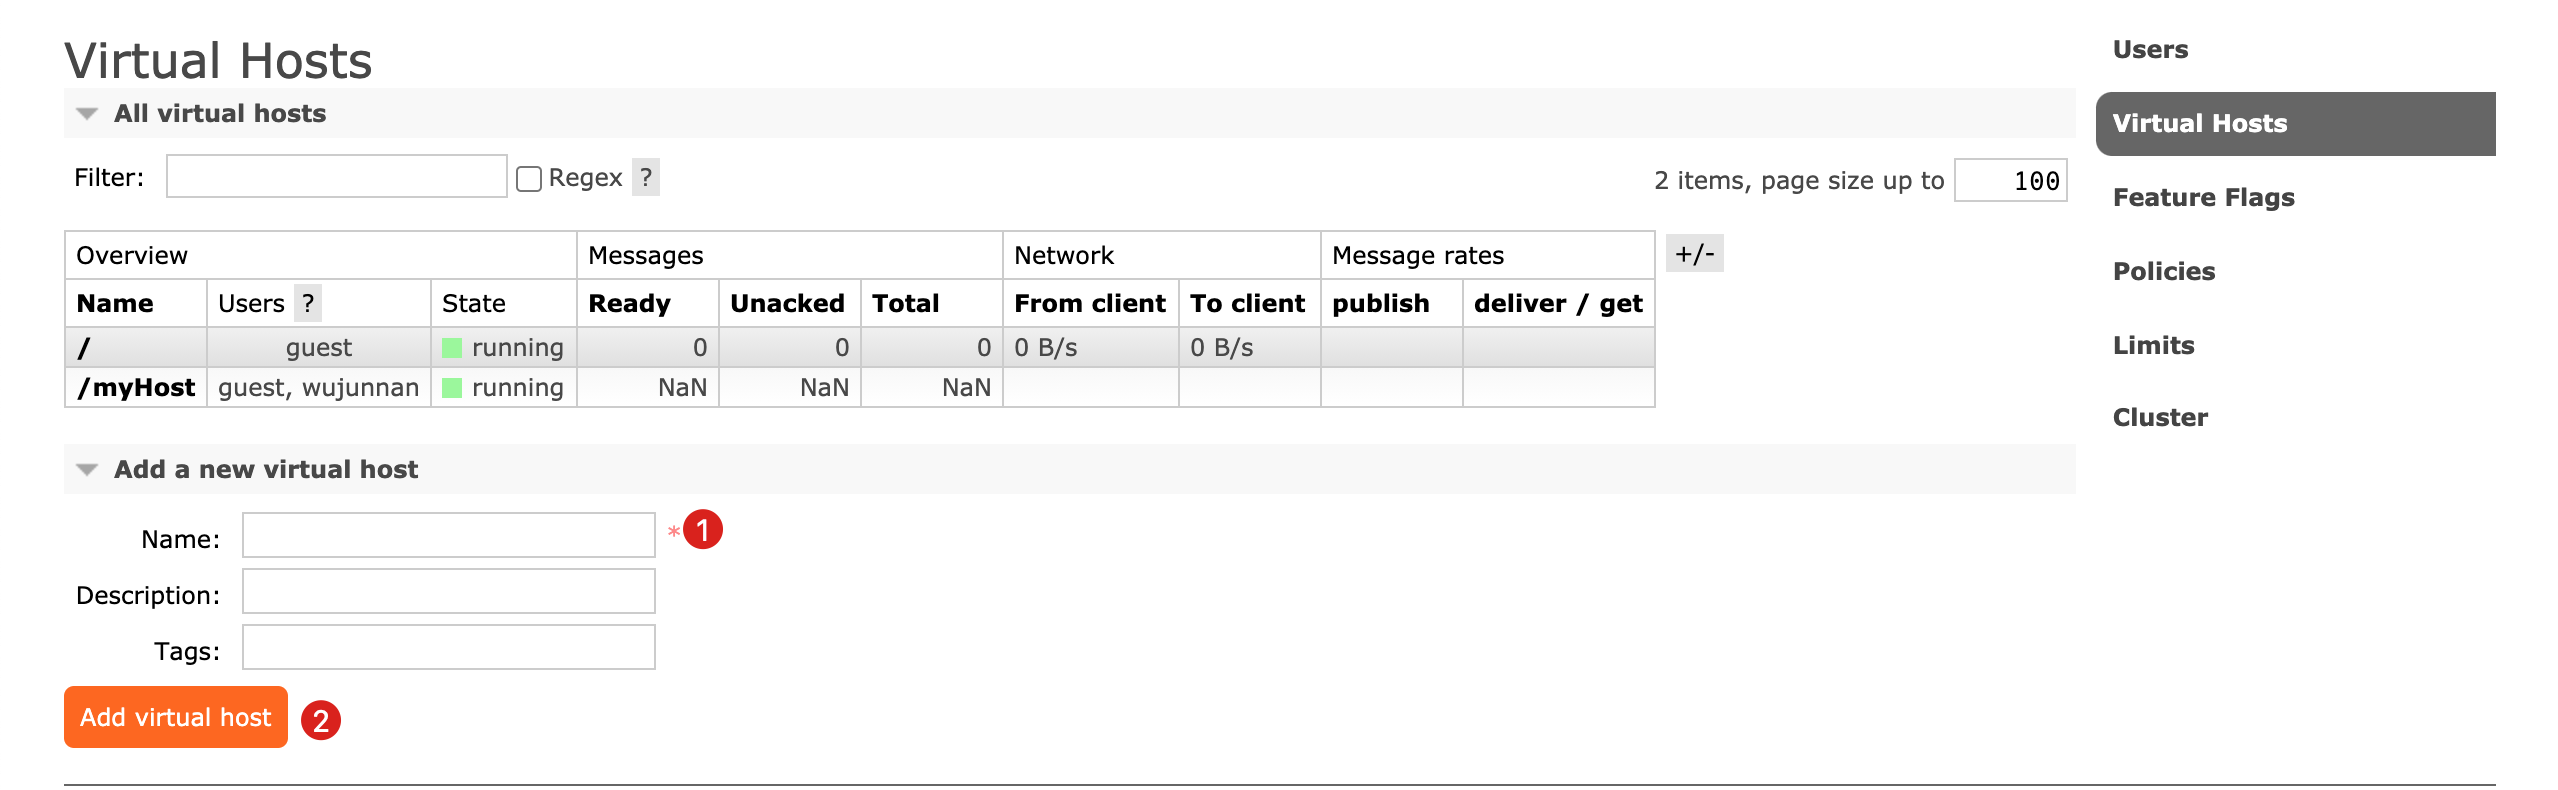 Virtual Hosts
All virtual hosts
Filter: Regex ? 2 items, page size up to 100
Overview Messages Network Message rates +/-
Name Users ? State Ready Unacked Total From client To client publish deliver / get
/ guest running 0 0 0 0 B/s 0 B/s
/myHost guest, wujunnan running NaN NaN NaN
Add a new virtual host
Name: * 1
Description:
Tags:
Add virtual host 2
Users
Virtual Hosts
Feature Flags
Policies
Limits
Cluster